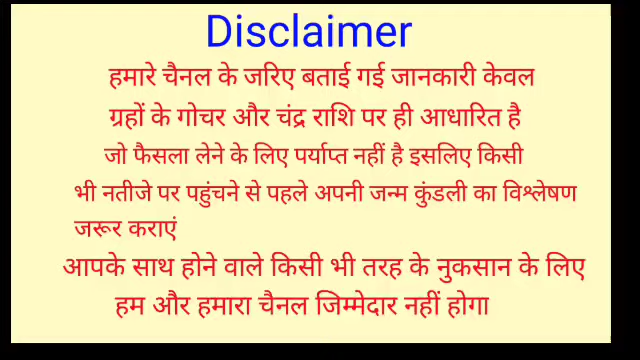 Disclaimer
हमारे चैनल के जरिए बताई गई जानकारी केवल
ग्रहों के गोचर और चंद्र राशि पर ही आधारित है
जो फैसला लेने के लिए पर्याप्त नहीं है इसलिए किसी
भी नतीजे पर पहुंचने से पहले अपनी जन्म कुंडली का विश्लेषण
जरूर कराएं
आपके साथ होने वाले किसी भी तरह के नुकसान के लिए
हम और हमारा चैनल जिम्मेदार नहीं होगा